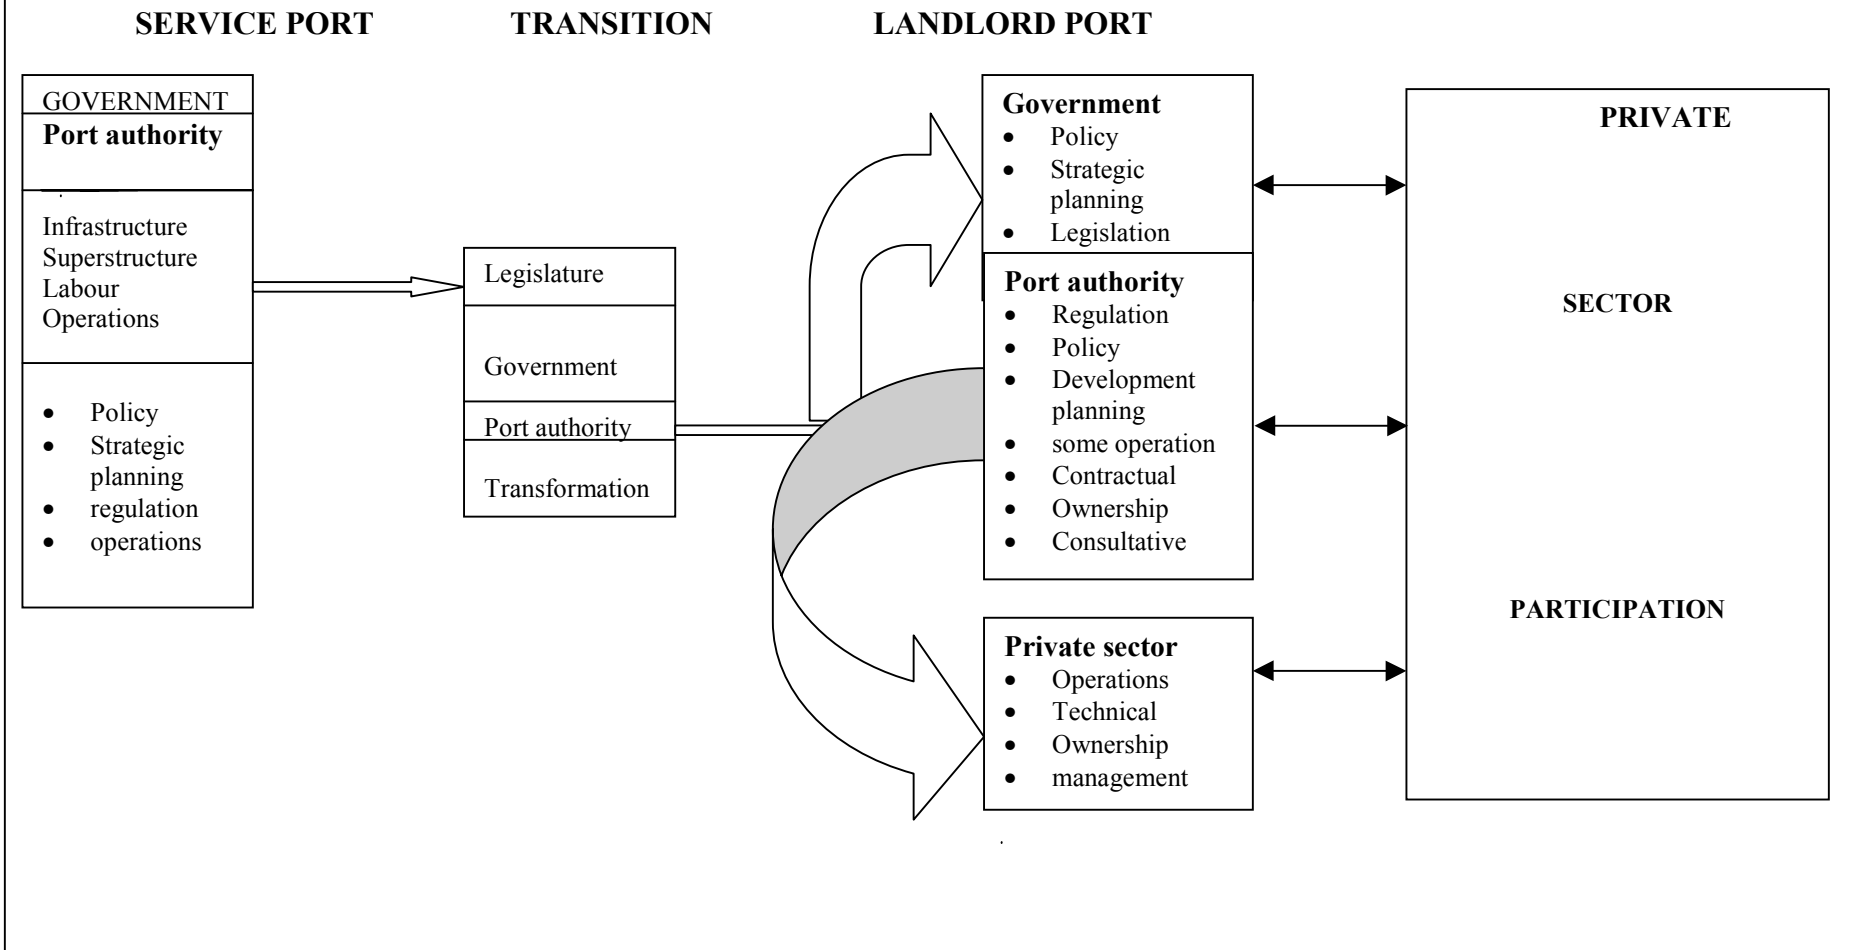 SERVICE PORT TRANSITION LANDLORD PORT
GOVERNMENT
Port authority
Infrastructure
Superstructure
Labour
Operations
• Policy
• Strategic
planning
• regulation
• operations
Legislature
Government
Port authority
Transformation
Government
• Policy
• Strategic
planning
• Legislation
Port authority
• Regulation
• Policy
• Development
planning
• some operation
• Contractual
• Ownership
• Consultative
Private sector
• Operations
• Technical
• Ownership
• management
PRIVATE
SECTOR
PARTICIPATION